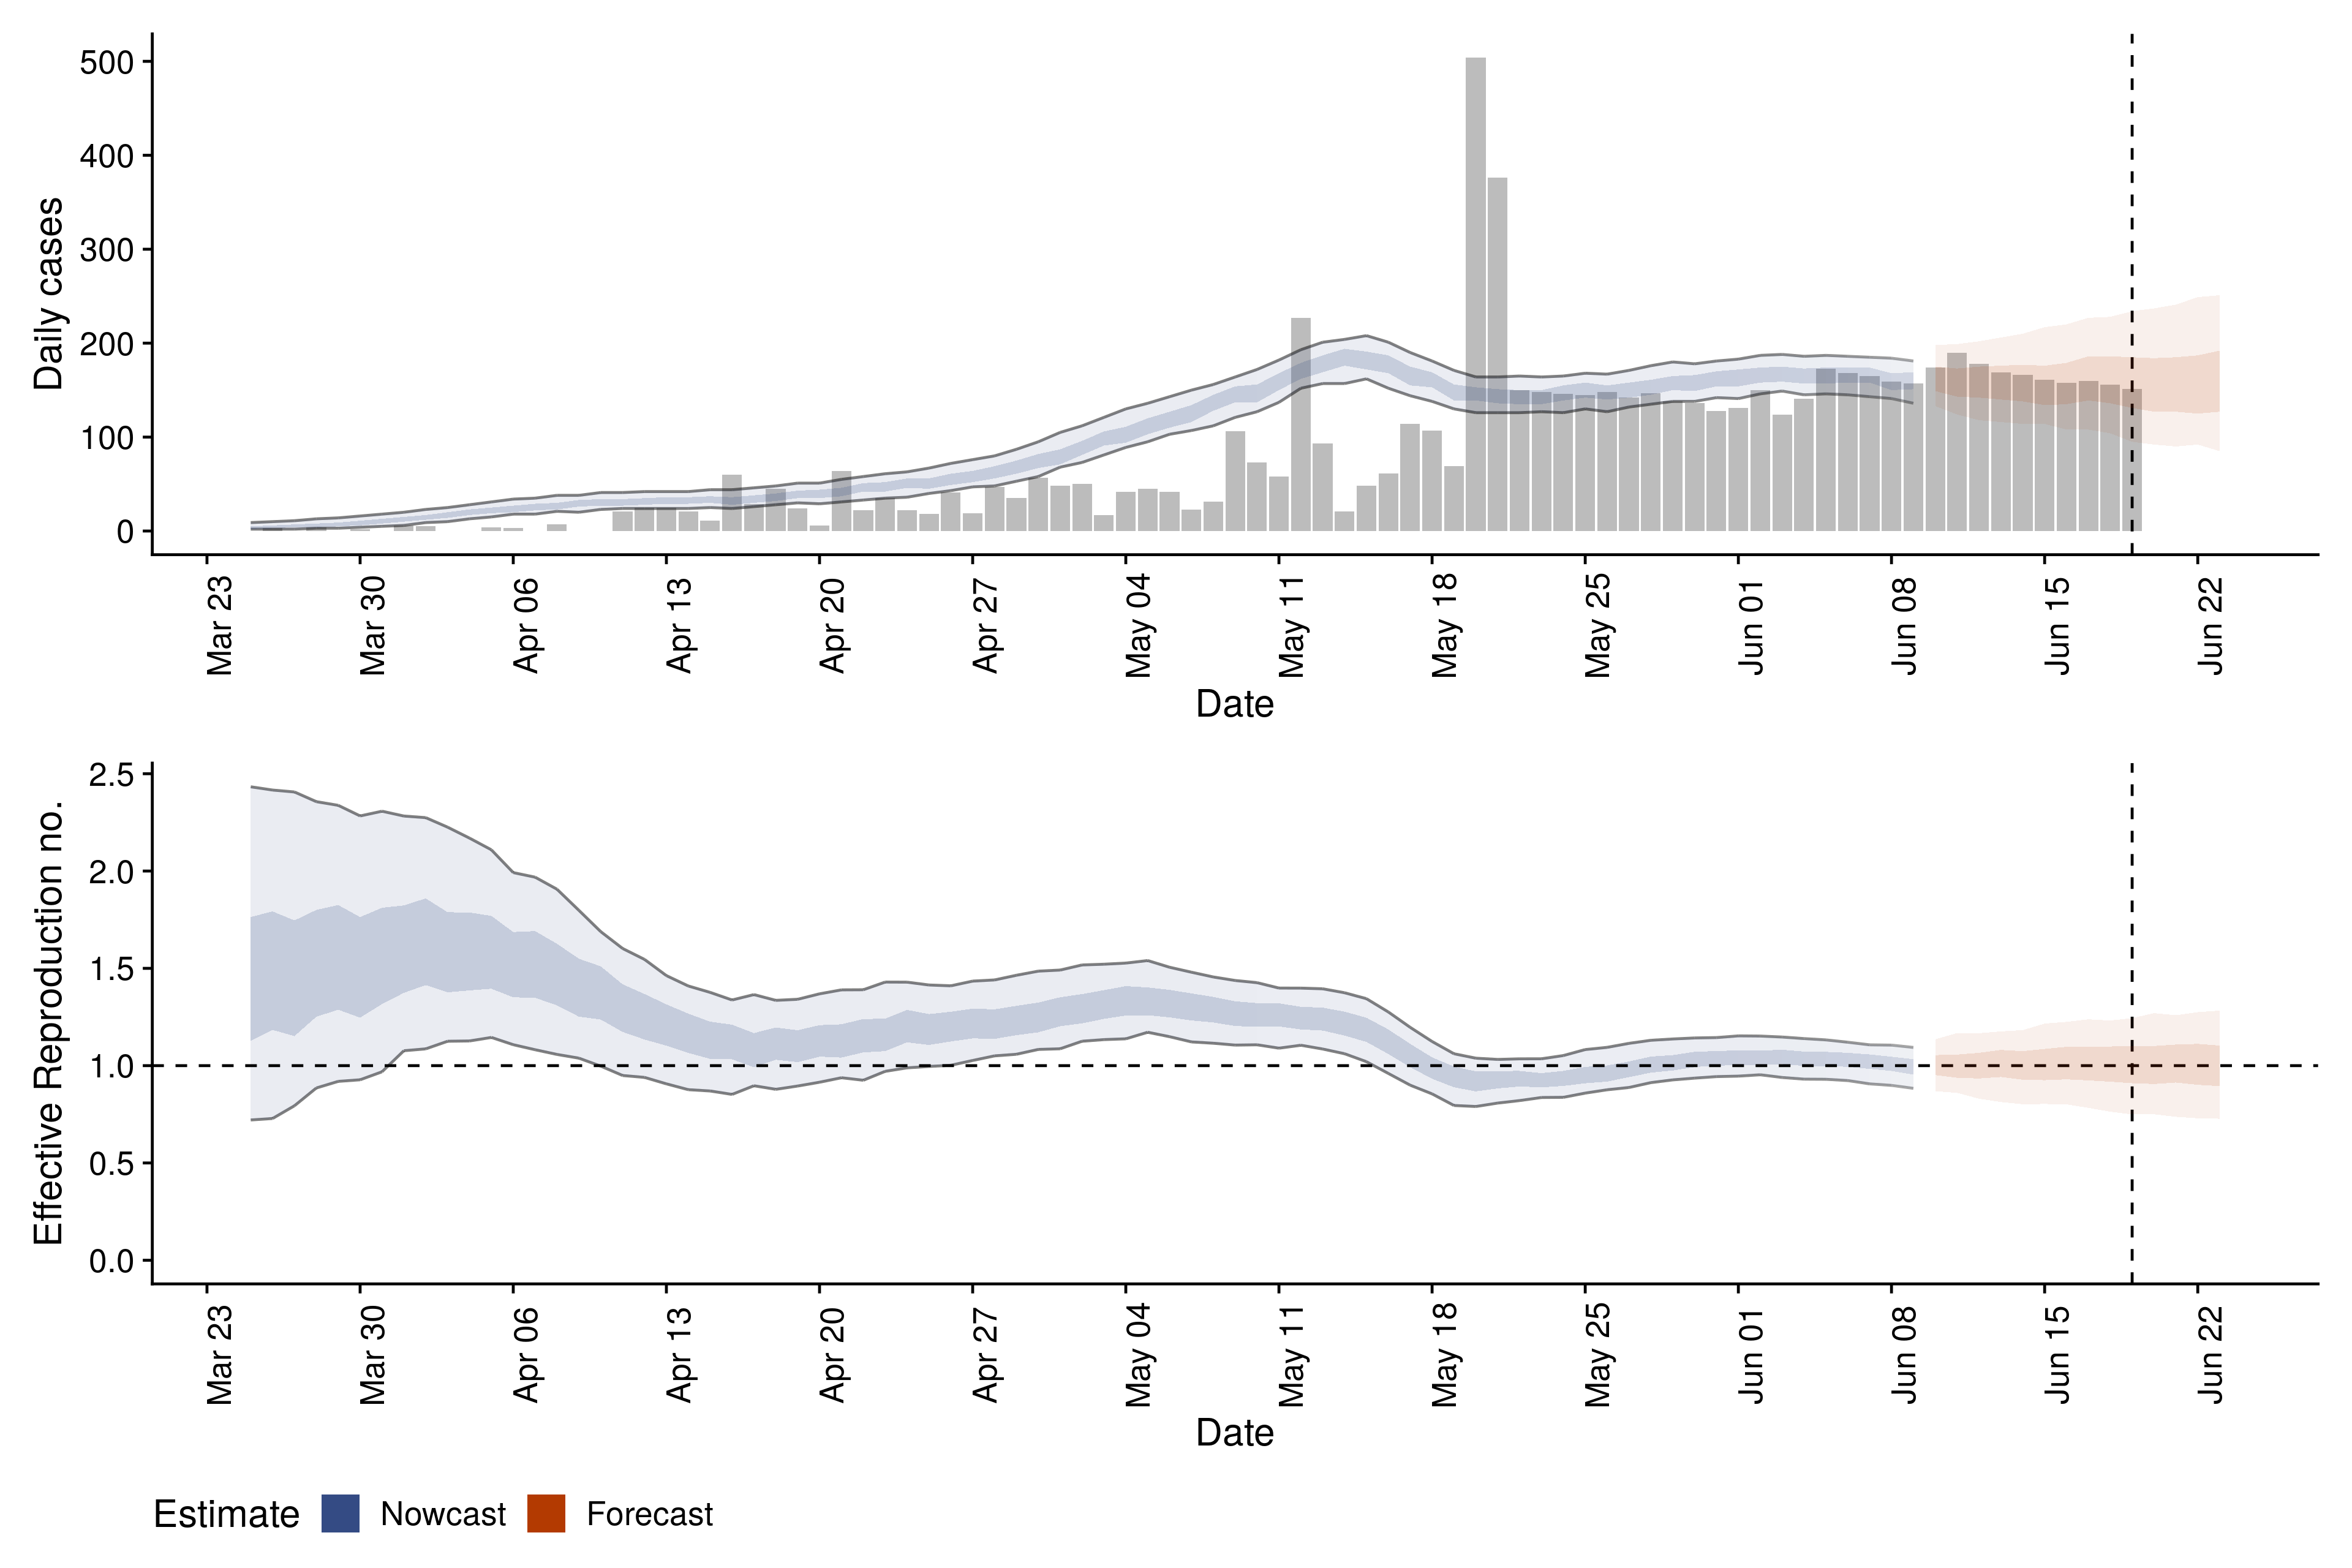 Daily cases
500
400
300
200
100
0
Mar 23
Mar 30
Apr 06
Apr 13
Apr 20
Apr 27
May 04
May 11
May 18
May 25
Jun 01
Jun 08
Jun 15
Jun 22
Date
Effective Reproduction no.
2.5
2.0
1.5
1.0
0.5
0.0
Mar 23
Mar 30
Apr 06
Apr 13
Apr 20
Apr 27
May 04
May 11
May 18
May 25
Jun 01
Jun 08
Jun 15
Jun 22
Date
Estimate Nowcast Forecast